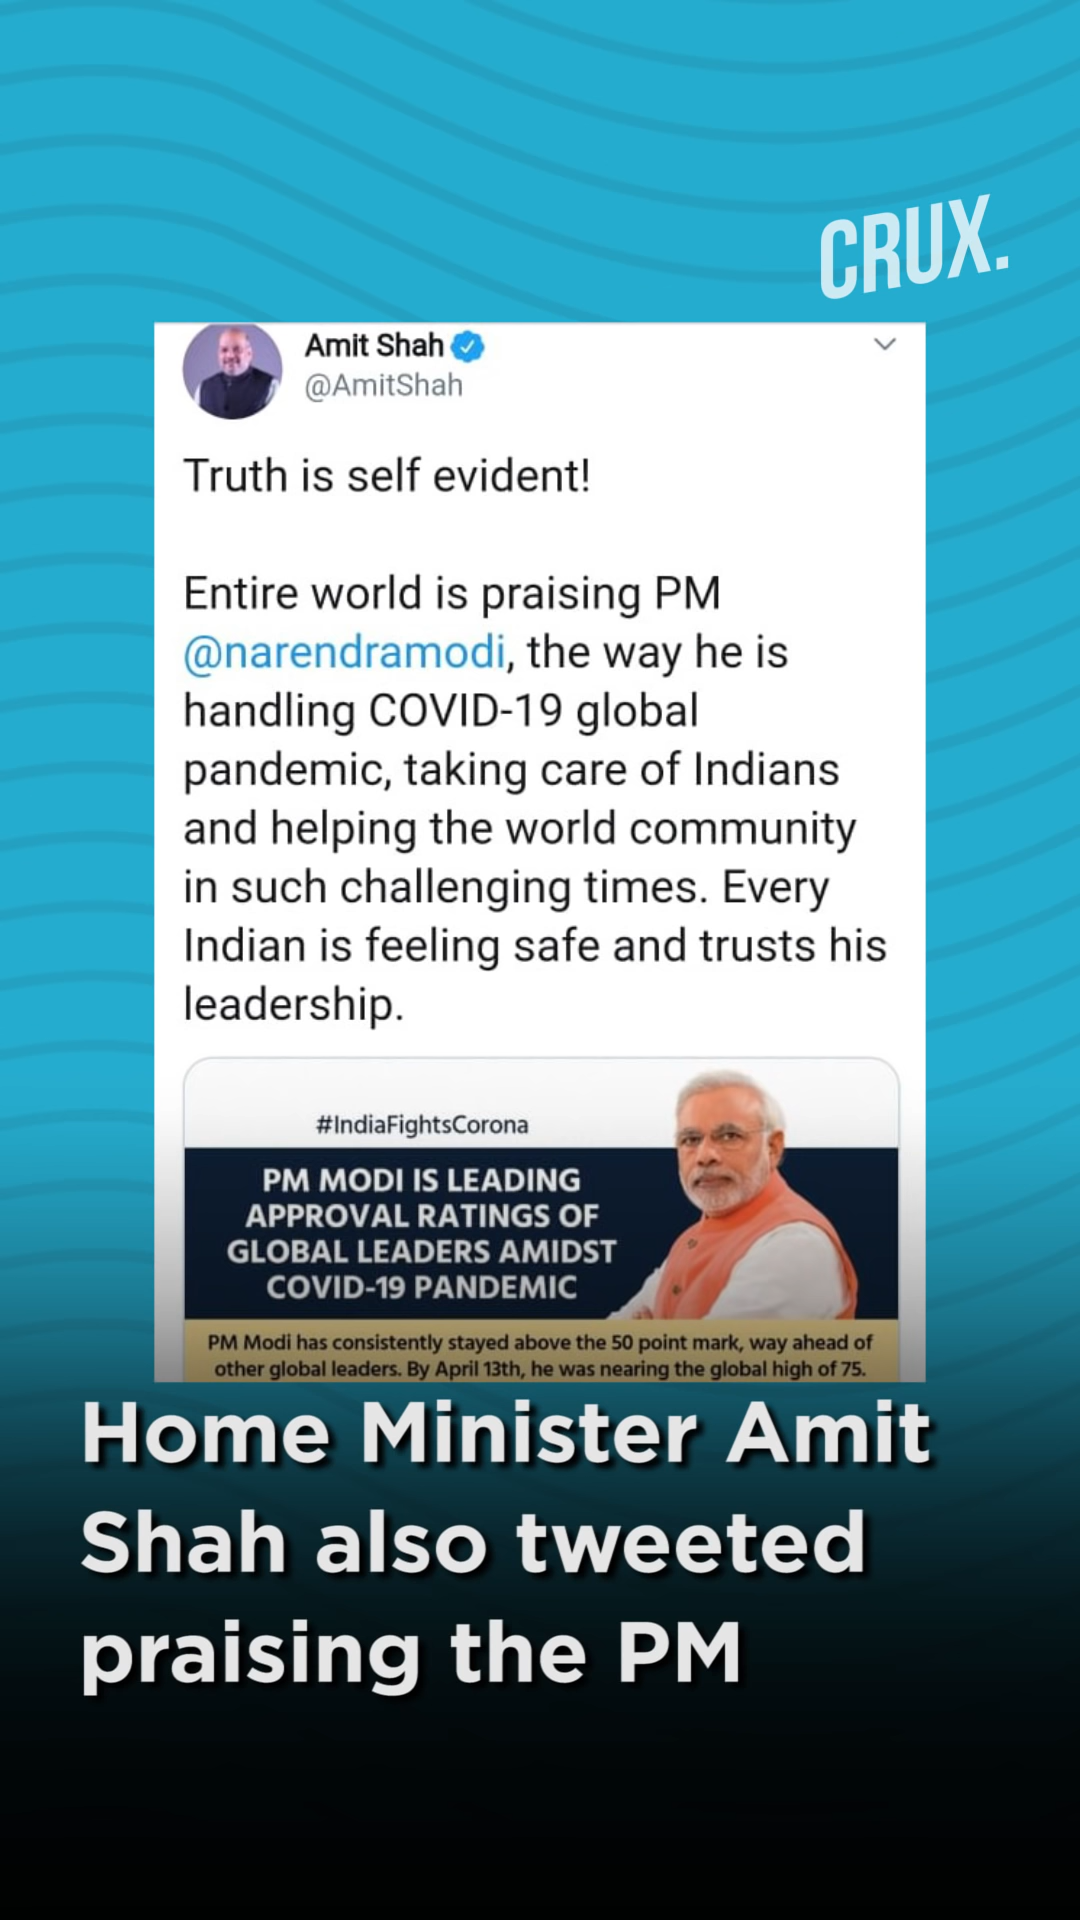 CRUX.
Amit Shah
@AmitShah
Truth is self evident!
Entire world is praising PM
@narendramodi, the way he is
handling COVID-19 global
pandemic, taking care of Indians
and helping the world community
in such challenging times. Every
Indian is feeling safe and trusts his
leadership.
#IndiaFightsCorona
PM MODI IS LEADING
APPROVAL RATINGS OF
GLOBAL LEADERS AMIDST
COVID-19 PANDEMIC
PM Modi has consistently stayed above the 50 point mark, way ahead of
other global leaders. By April 13th, he was nearing the global high of 75.
Home Minister Amit
Shah also tweeted
praising the PM